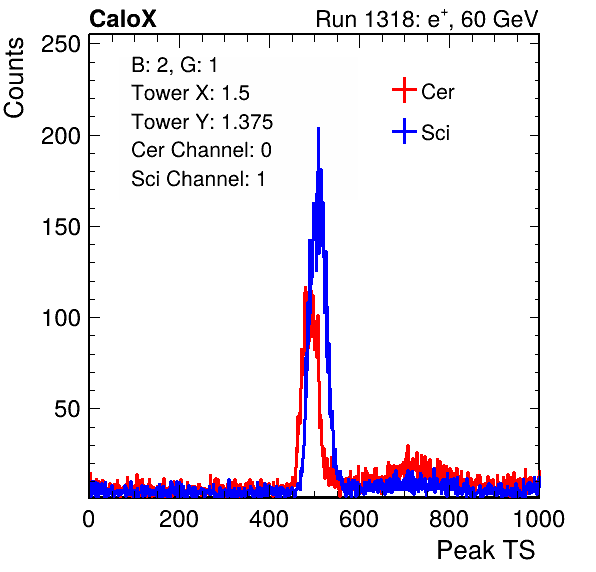 CaloX Run 1318: e⁺, 60 GeV
Counts
250
200
150
100
50
B: 2, G: 1
Tower X: 1.5
Tower Y: 1.375
Cer Channel: 0
Sci Channel: 1
Cer
Sci
0 200 400 600 800 1000
Peak TS